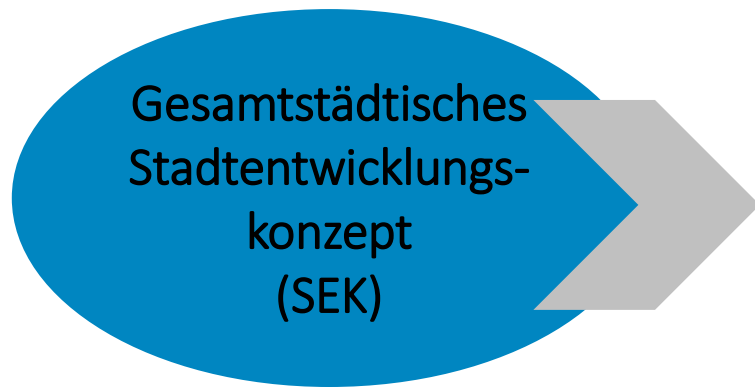 Gesamtstädtisches
Stadtentwicklungs-
konzept
(SEK)